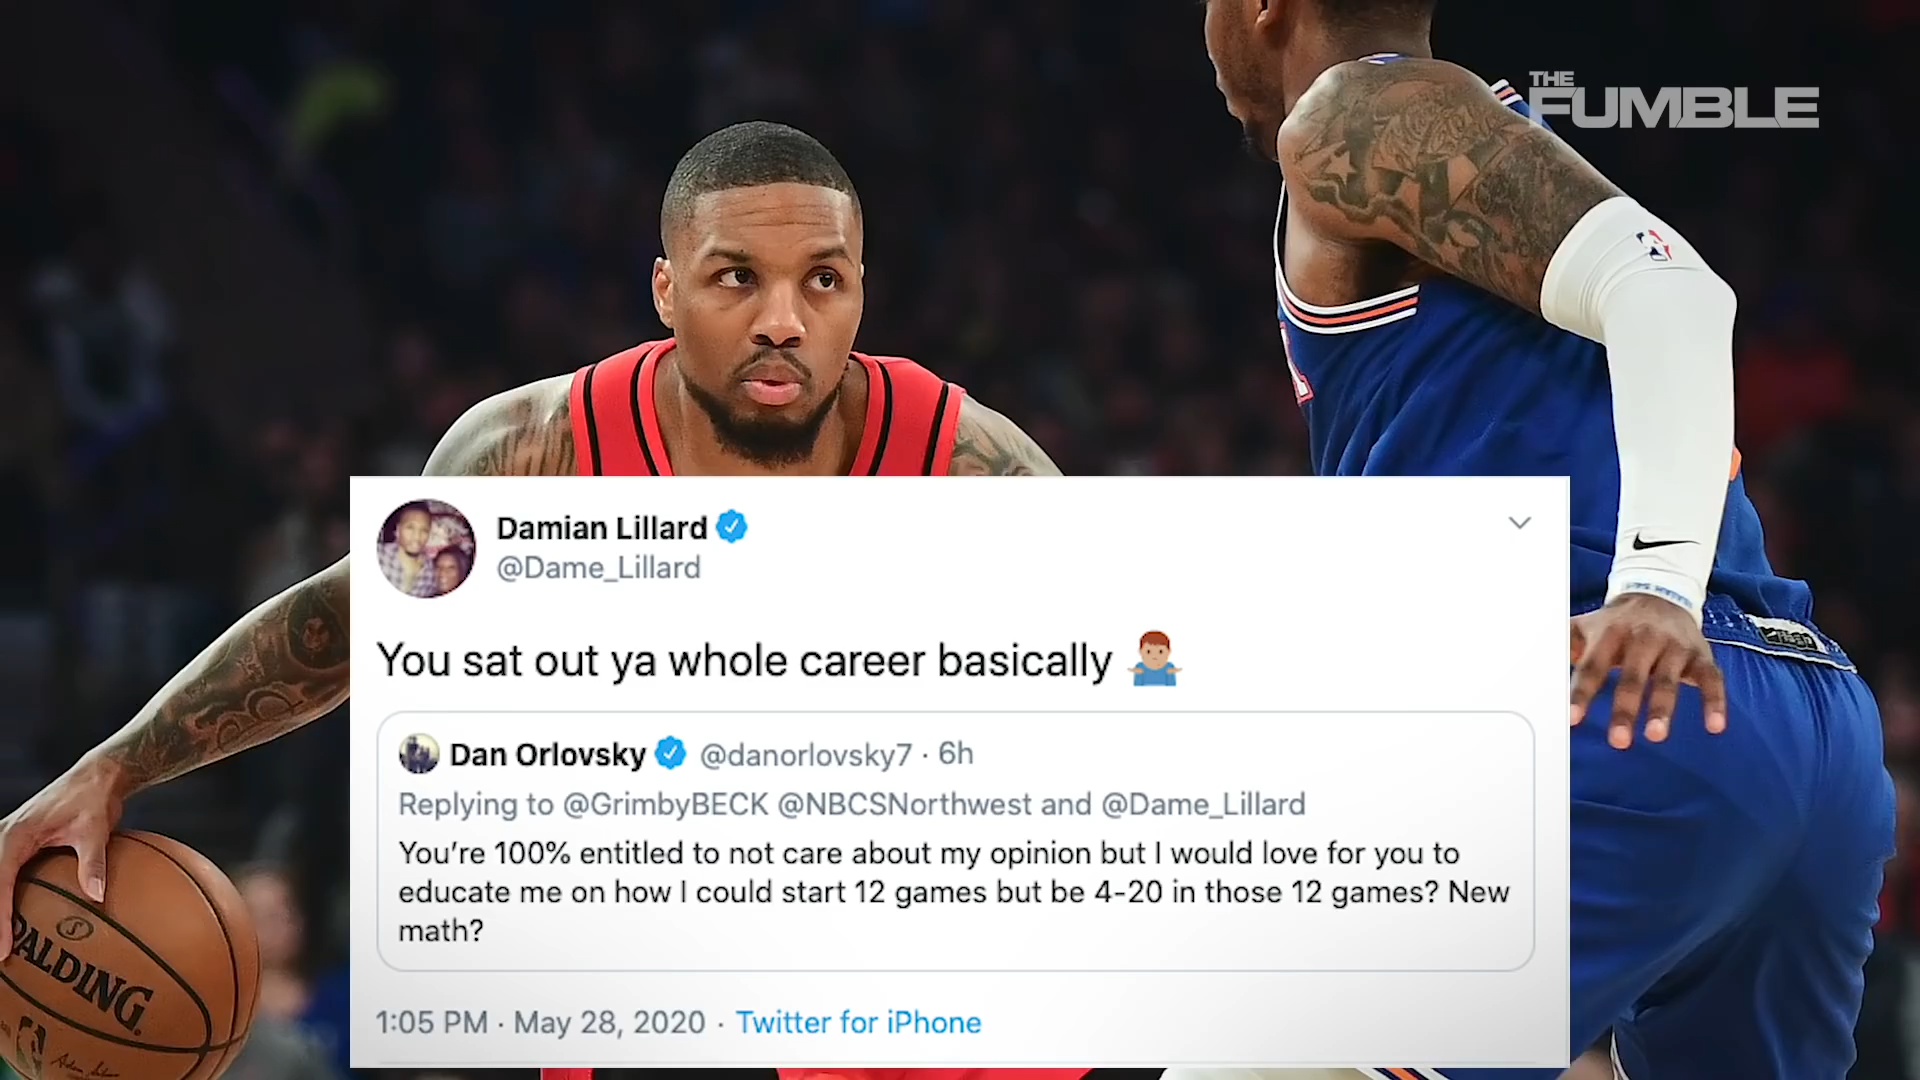 THE
FUMBLE
Damian Lillard
@Dame_Lillard
You sat out ya whole career basically 🤷🏽‍♂️
Dan Orlovsky @danorlovsky7 · 6h
Replying to @GrimbyBECK @NBCSNorthwest and @Dame_Lillard
You’re 100% entitled to not care about my opinion but I would love for you to
educate me on how I could start 12 games but be 4-20 in those 12 games? New
math?
1:05 PM · May 28, 2020 · Twitter for iPhone
SPALDING